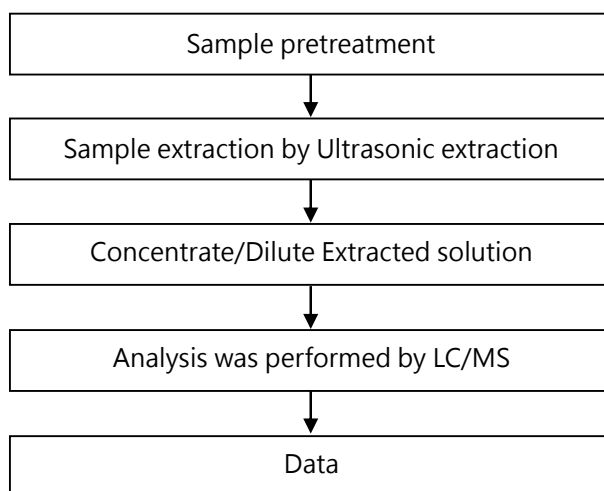 Sample pretreatment
Sample extraction by Ultrasonic extraction
Concentrate/Dilute Extracted solution
Analysis was performed by LC/MS
Data